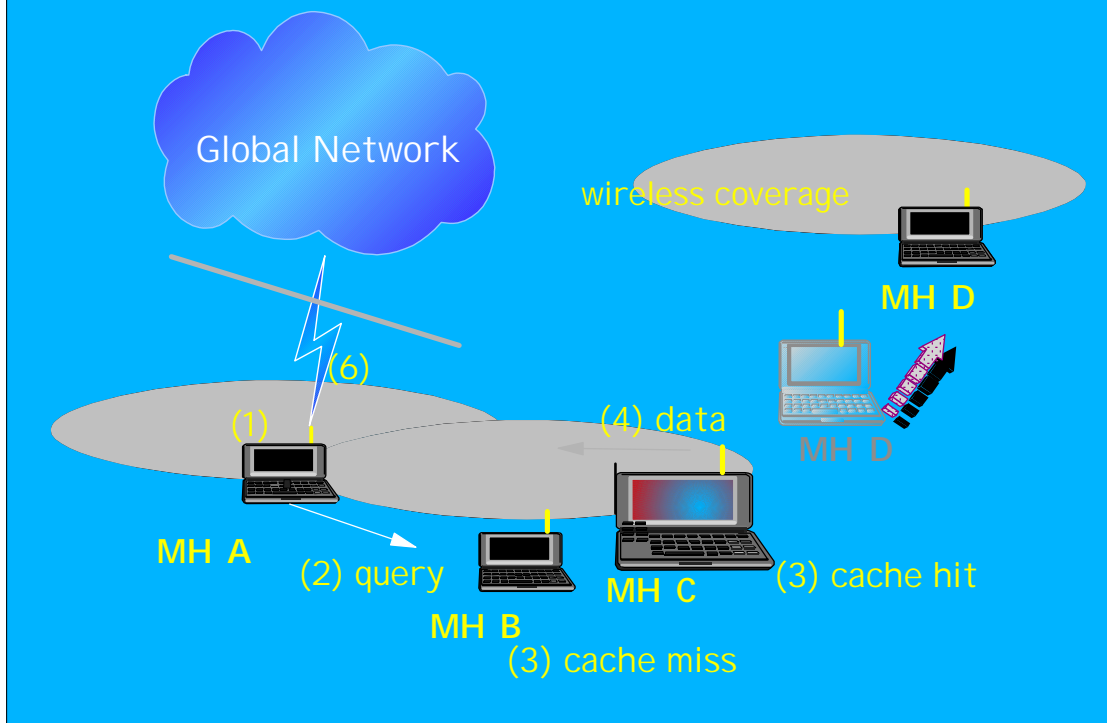 Global Network
wireless coverage
MH D
(6)
(1)
(4) data
MH D
MH A
(2) query
MH C
(3) cache hit
MH B
(3) cache miss